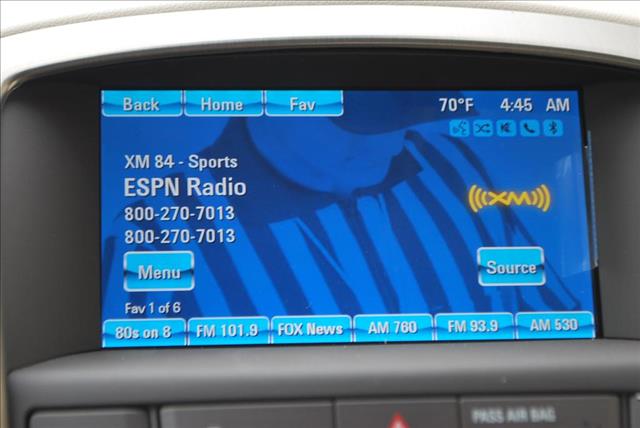 Back Home Fav 70°F 4:45 AM
XM 84 - Sports
ESPN Radio
800-270-7013
800-270-7013
XM
Menu
Source
Fav 1 of 6
80s on 8 FM 101.9 FOX News AM 760 FM 93.9 AM 530
PASS AIR BAG